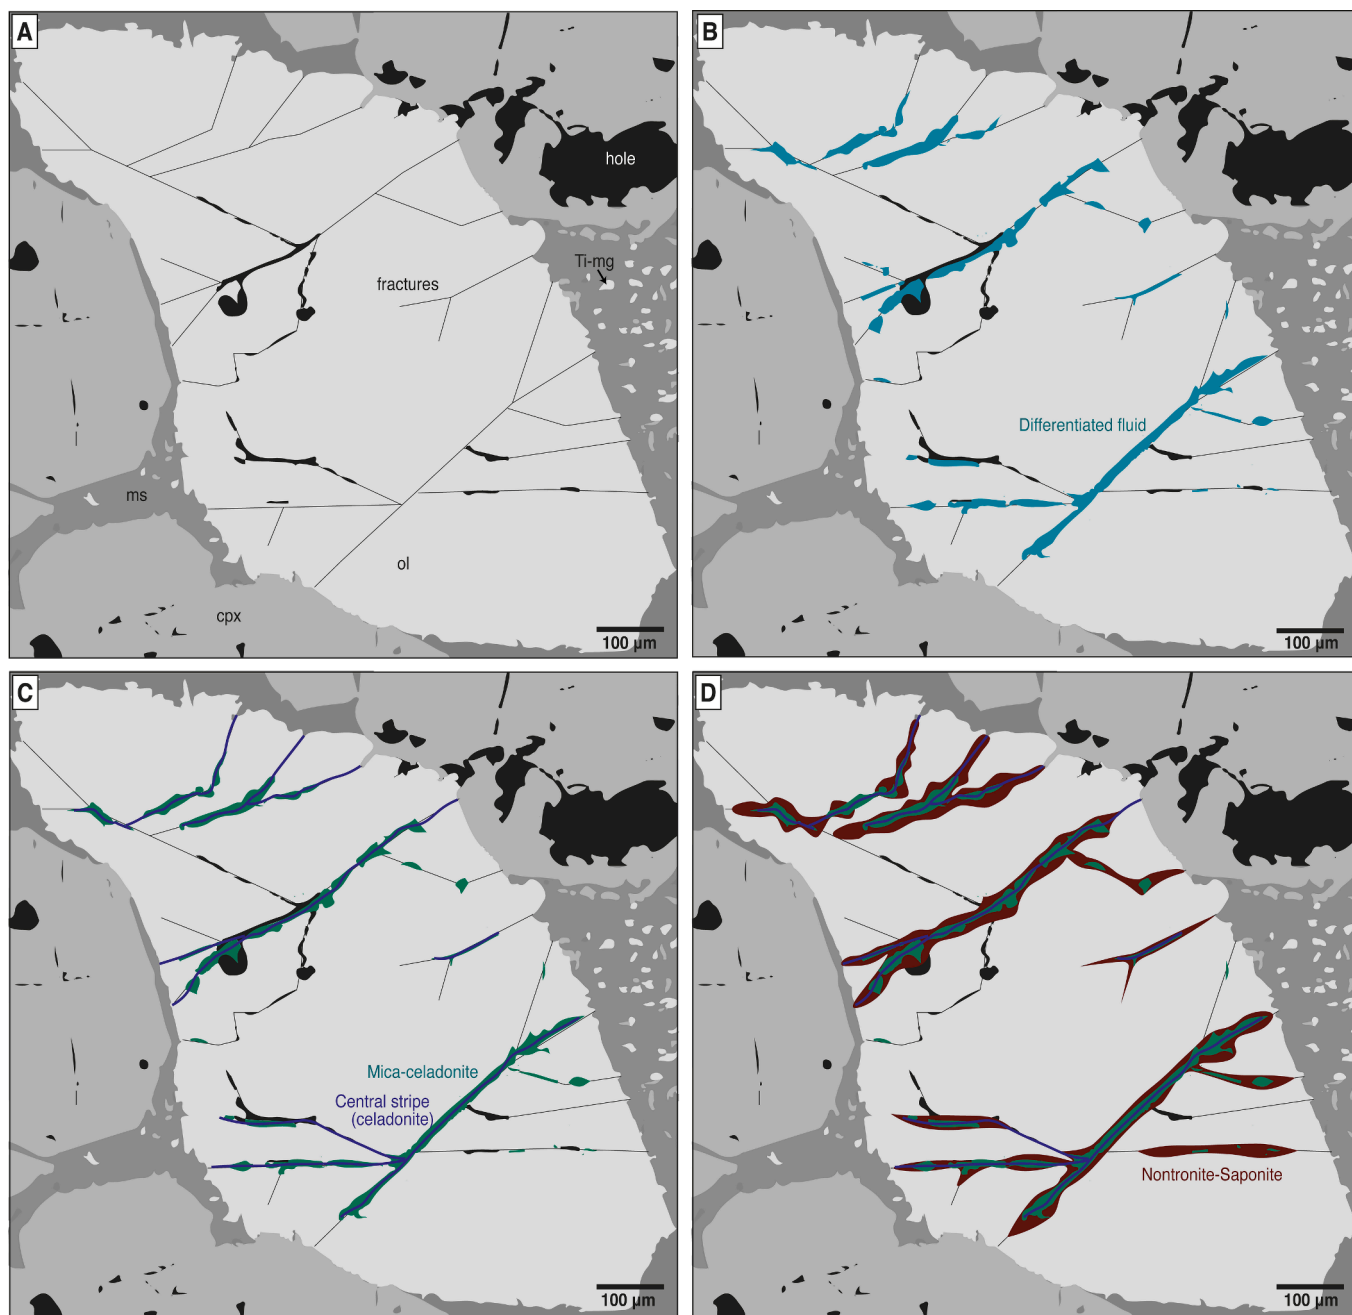 A
hole
Ti-mg
fractures
ms
ol
cpx
100 µm
B
Differentiated fluid
100 µm
C
Mica-celadonite
Central stripe
(celadonite)
100 µm
D
Nontronite-Saponite
100 µm